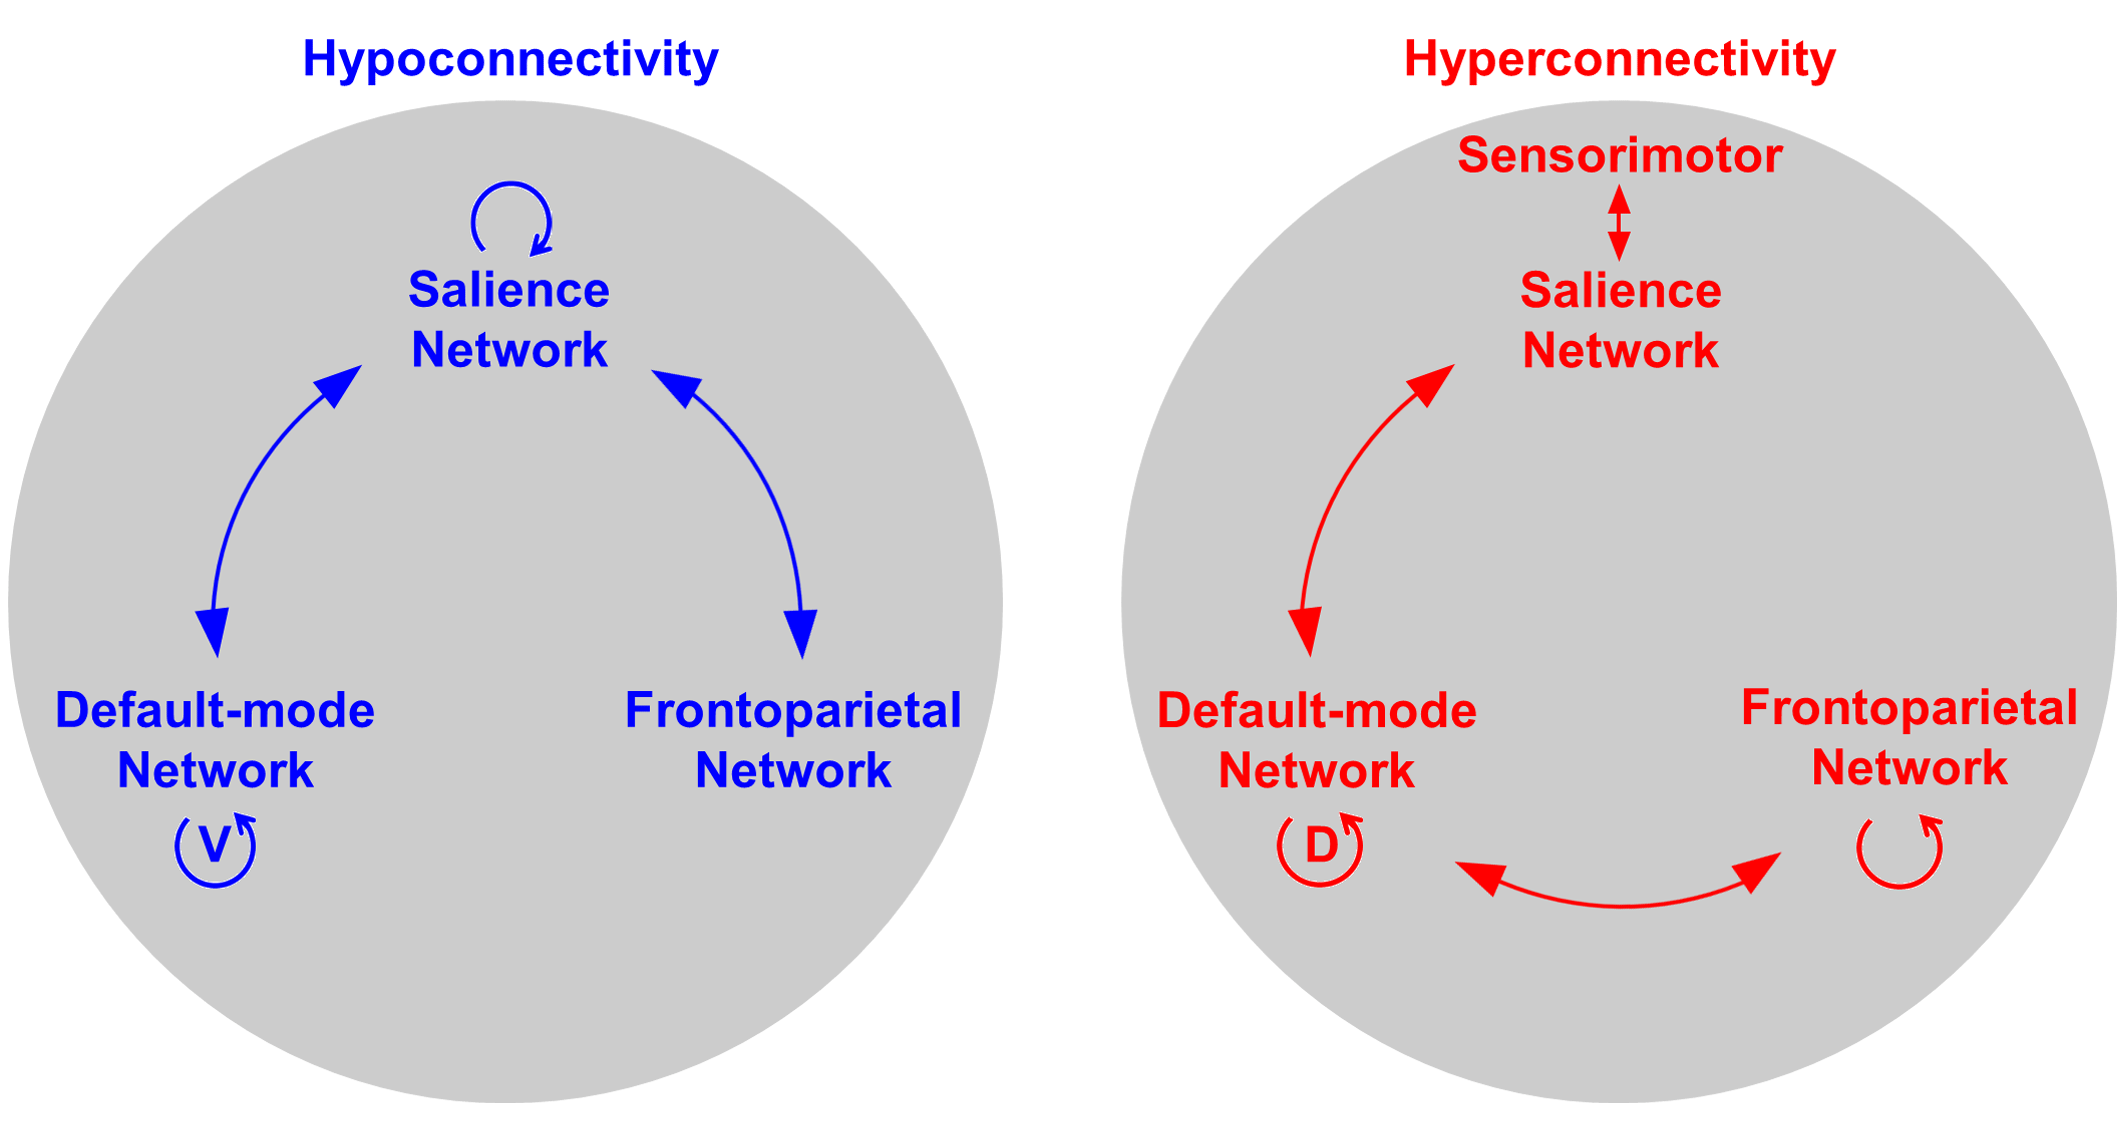 Hypoconnectivity
Salience
Network
Default-mode
Network
V
Frontoparietal
Network
Hyperconnectivity
Sensorimotor
Salience
Network
Default-mode
Network
D
Frontoparietal
Network